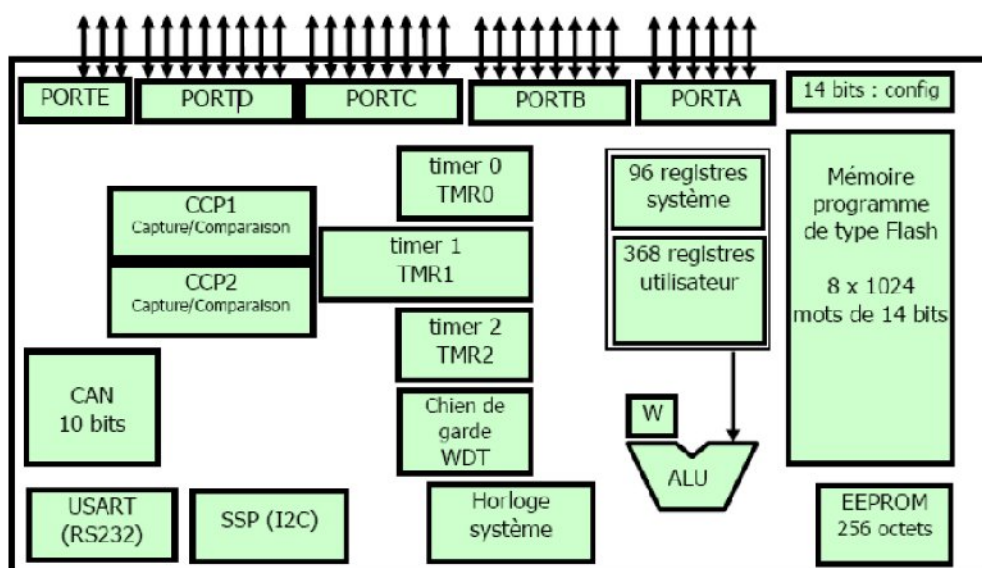 PORTE
PORTD
PORTC
PORTB
PORTA
14 bits : config
timer 0
TMR0
96 registres
système
Mémoire
programme
de type Flash
8 x 1024
mots de 14 bits
CCP1
Capture/Comparaison
timer 1
TMR1
368 registres
utilisateur
CCP2
Capture/Comparaison
timer 2
TMR2
CAN
10 bits
Chien de
garde
WDT
W
ALU
USART
(RS232)
SSP (I2C)
Horloge
système
EEPROM
256 octets